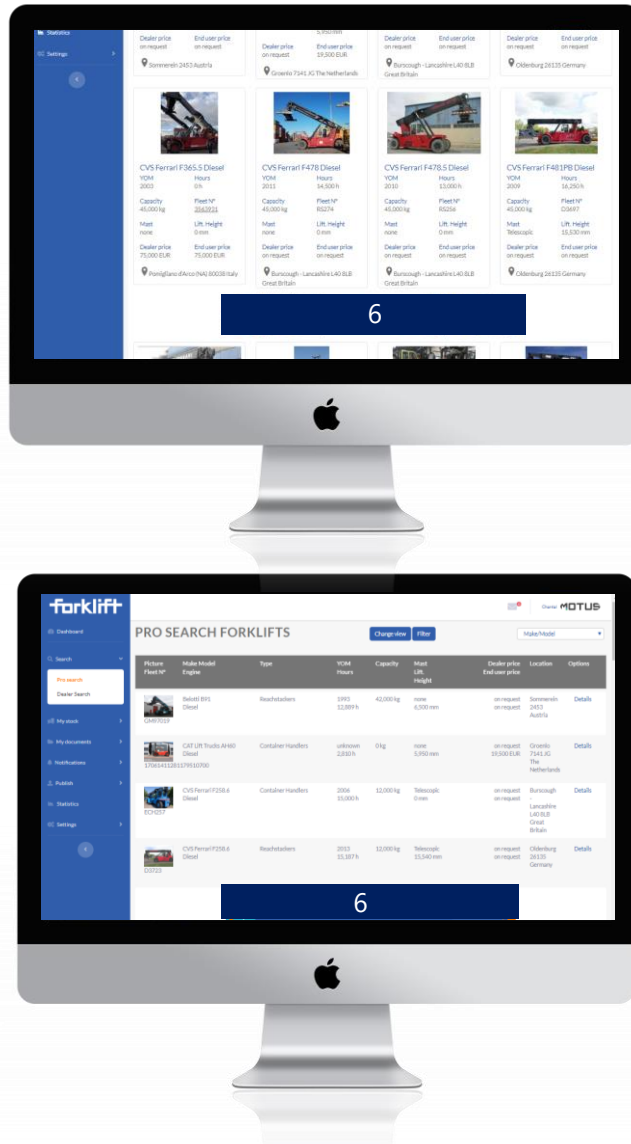 Statistics
Settings
Dealer price End user price
on request on request
Sommerein 2453 Austria
5,950 mm
Dealer price End user price
on request 19,500 EUR
Groenlo 7141 JG The Netherlands
Dealer price End user price
on request on request
Burscough - Lancashire L40 8LB
Great Britain
Dealer price End user price
on request on request
Oldenburg 26135 Germany
CVS Ferrari F365.5 Diesel
YOM Hours
2003 0 h
Capacity Fleet N°
45,000 kg 3563931
Mast Lift. Height
none 0 mm
Dealer price End user price
75,000 EUR 75,000 EUR
Pomigliano d'Arco (NA) 80038 Italy
CVS Ferrari F478 Diesel
YOM Hours
2011 14,500 h
Capacity Fleet N°
45,000 kg RS274
Mast Lift. Height
none 0 mm
Dealer price End user price
on request on request
Burscough - Lancashire L40 8LB
Great Britain
CVS Ferrari F478.5 Diesel
YOM Hours
2010 13,000 h
Capacity Fleet N°
45,000 kg RS256
Mast Lift. Height
none 0 mm
Dealer price End user price
on request on request
Burscough - Lancashire L40 8LB
Great Britain
CVS Ferrari F481PB Diesel
YOM Hours
2009 16,250 h
Capacity Fleet N°
45,000 kg D3697
Mast Lift. Height
Telescopic 15,530 mm
Dealer price End user price
on request on request
Oldenburg 26135 Germany
6
forklift
MOTUS
Dashboard
Search
Pro search
Dealer Search
My stock
My documents
Notifications
Publish
Statistics
Settings
PRO SEARCH FORKLIFTS
Change view Filter
Make/Model
Picture Make Model Type YOM Capacity Mast Dealer price Location Options
Fleet N° Engine Hours Lift. End user price
Height
Belotti B91 Reachstackers 1993 42,000 kg none on request Sommerein Details
Diesel 12,889 h 6,500 mm on request 2453
Austria
GM97019
CAT Lift Trucks AH60 Container Handlers unknown 0 kg none on request Groenlo Details
Diesel 2,810 h 5,950 mm 19,500 EUR 7141 JG
The
Netherlands
CVS Ferrari F258.6 Container Handlers 2006 12,000 kg Telescopic on request Burscough Details
Diesel 15,000 h 0 mm on request -
Lancashire
L40 8LB
Great
Britain
ECH257
CVS Ferrari F258.6 Reachstackers 2013 12,000 kg Telescopic on request Oldenburg Details
Diesel 15,187 h 15,540 mm on request 26135
Germany
D3723
6